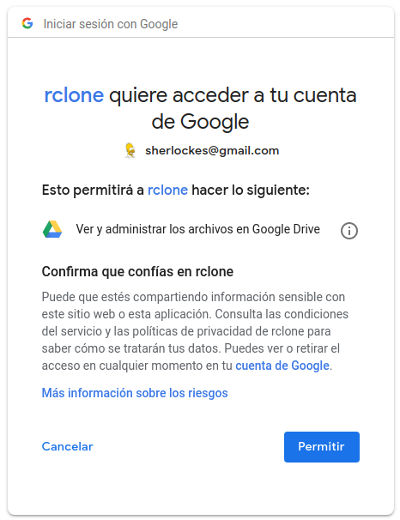 Iniciar sesión con Google
rclone quiere acceder a tu cuenta
de Google
sherlockes@gmail.com
Esto permitirá a rclone hacer lo siguiente:
Ver y administrar los archivos en Google Drive
Confirma que confías en rclone
Puede que estés compartiendo información sensible con
este sitio web o esta aplicación. Consulta las condiciones
del servicio y las políticas de privacidad de rclone para
saber cómo se tratarán tus datos. Puedes ver o retirar el
acceso en cualquier momento en tu cuenta de Google.
Más información sobre los riesgos
Cancelar
Permitir